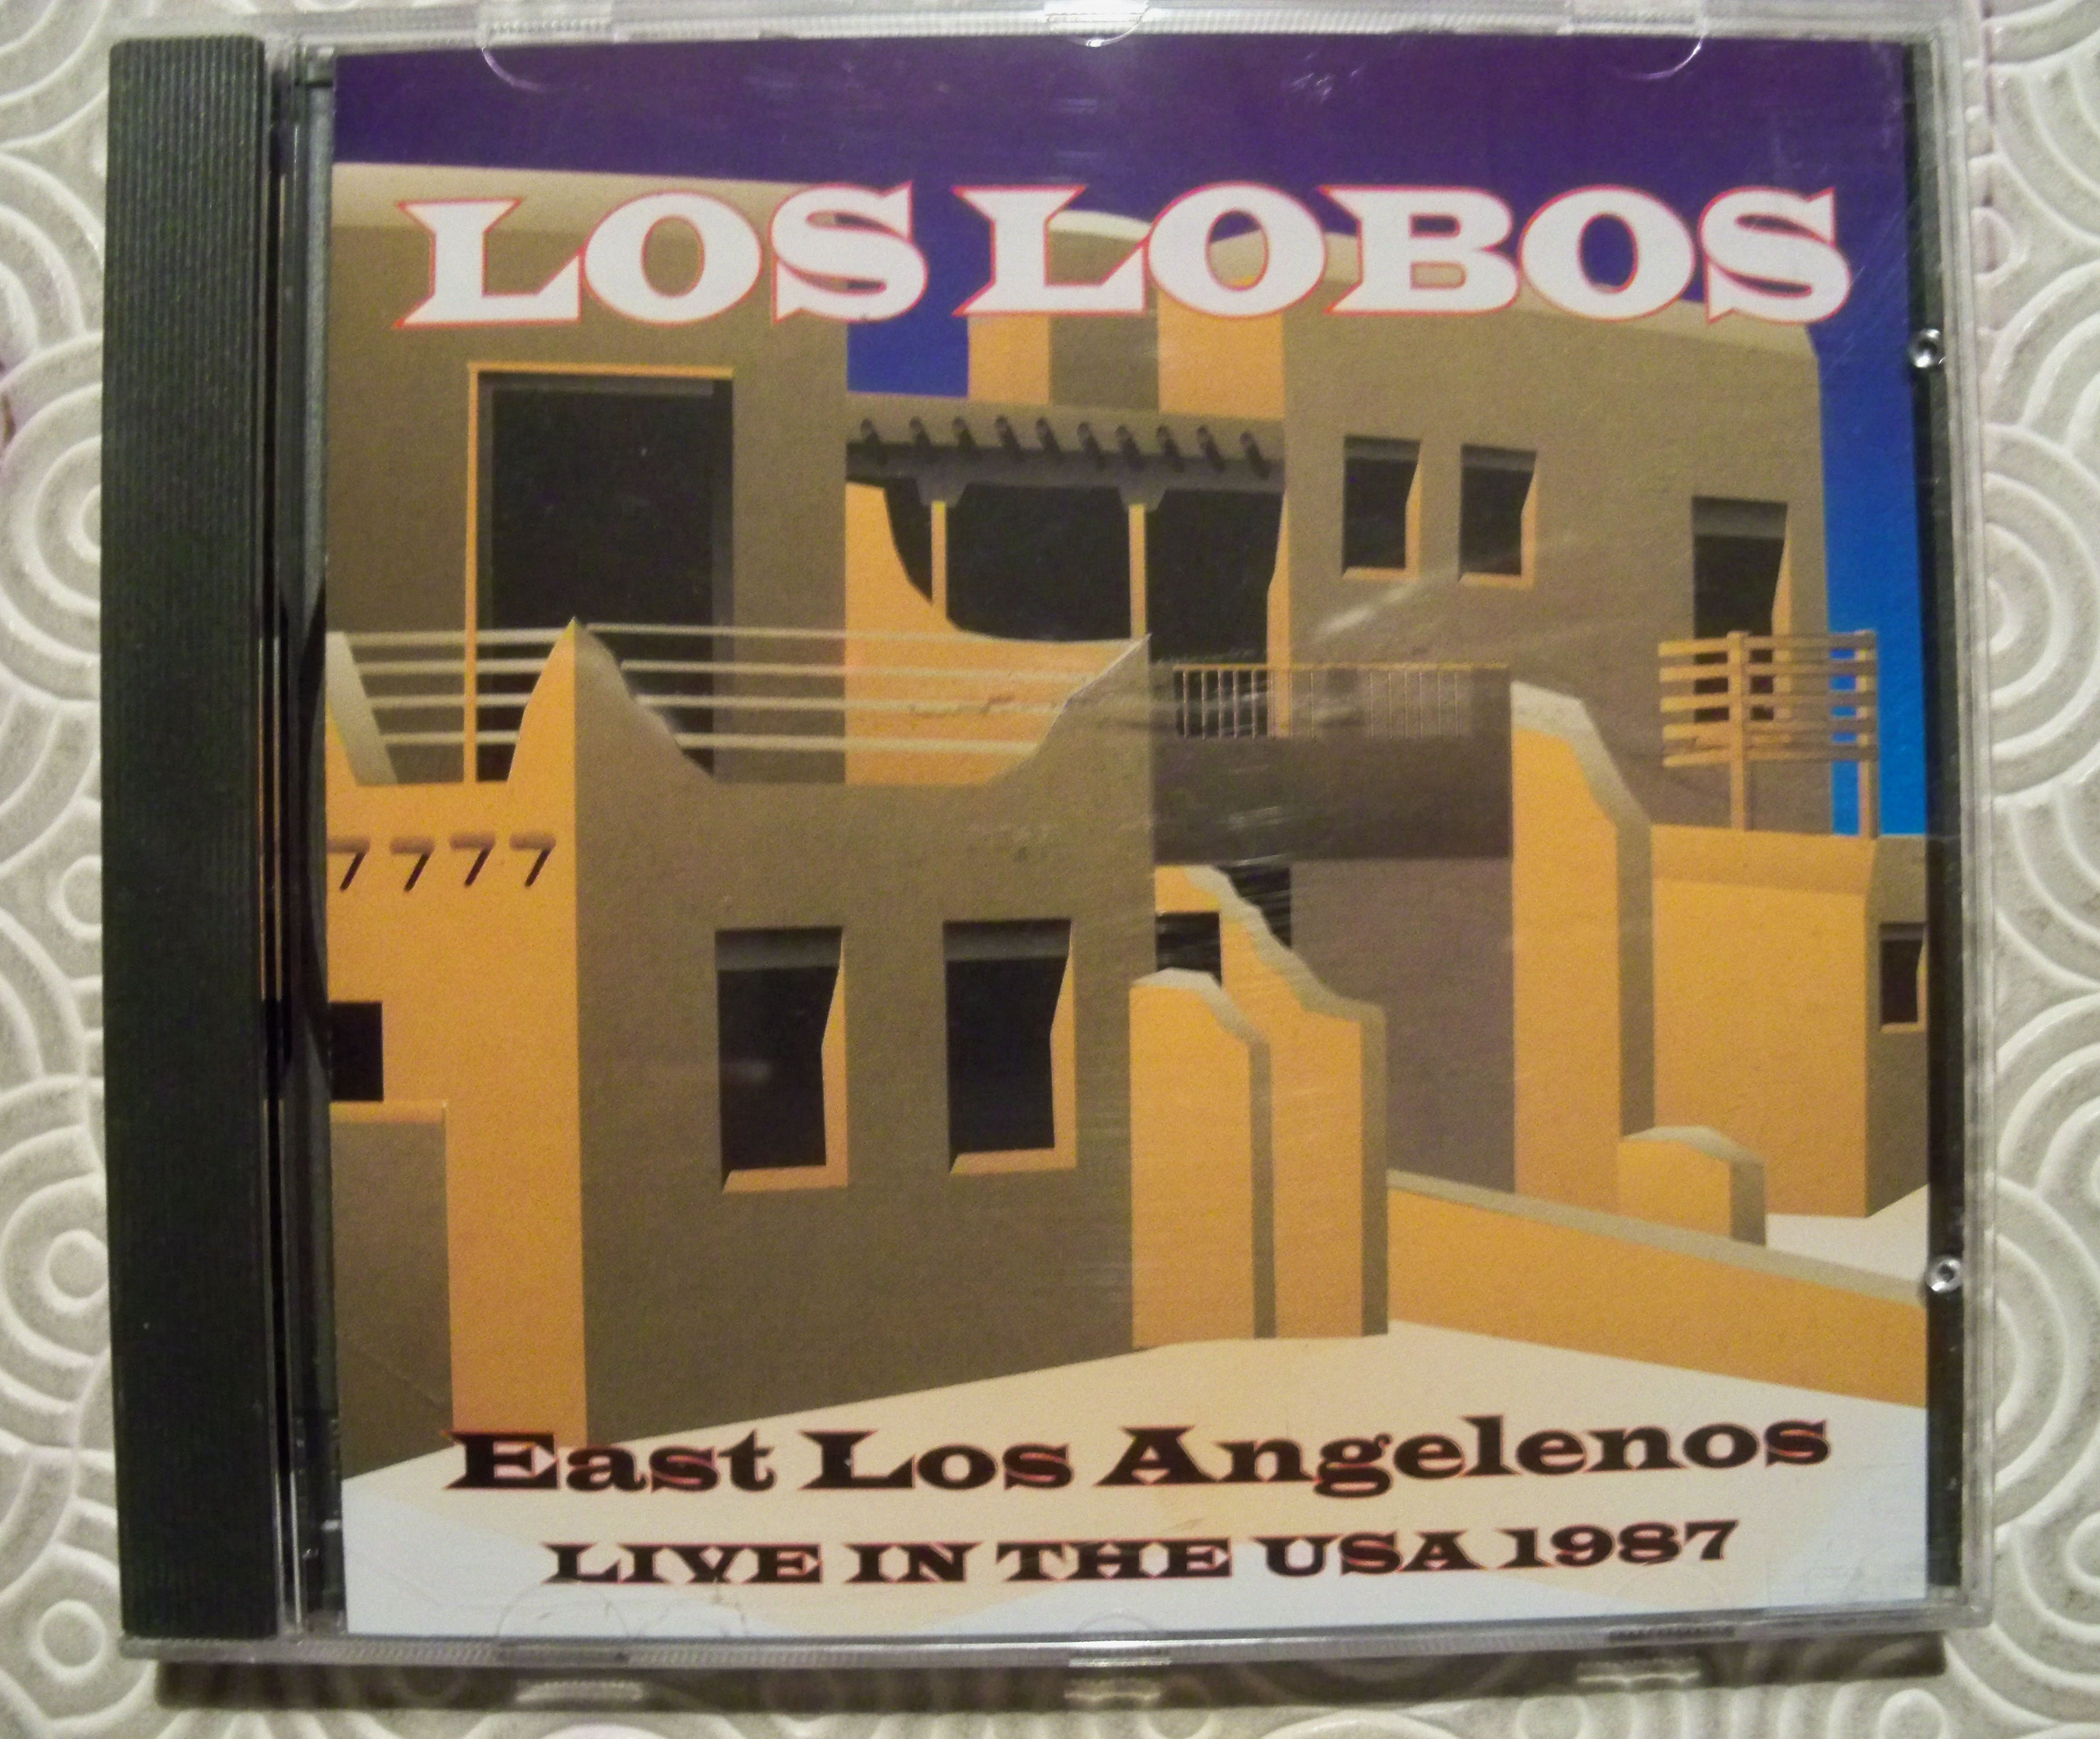 LOS LOBOS
East Los Angelenos
LIVE IN THE USA 1987